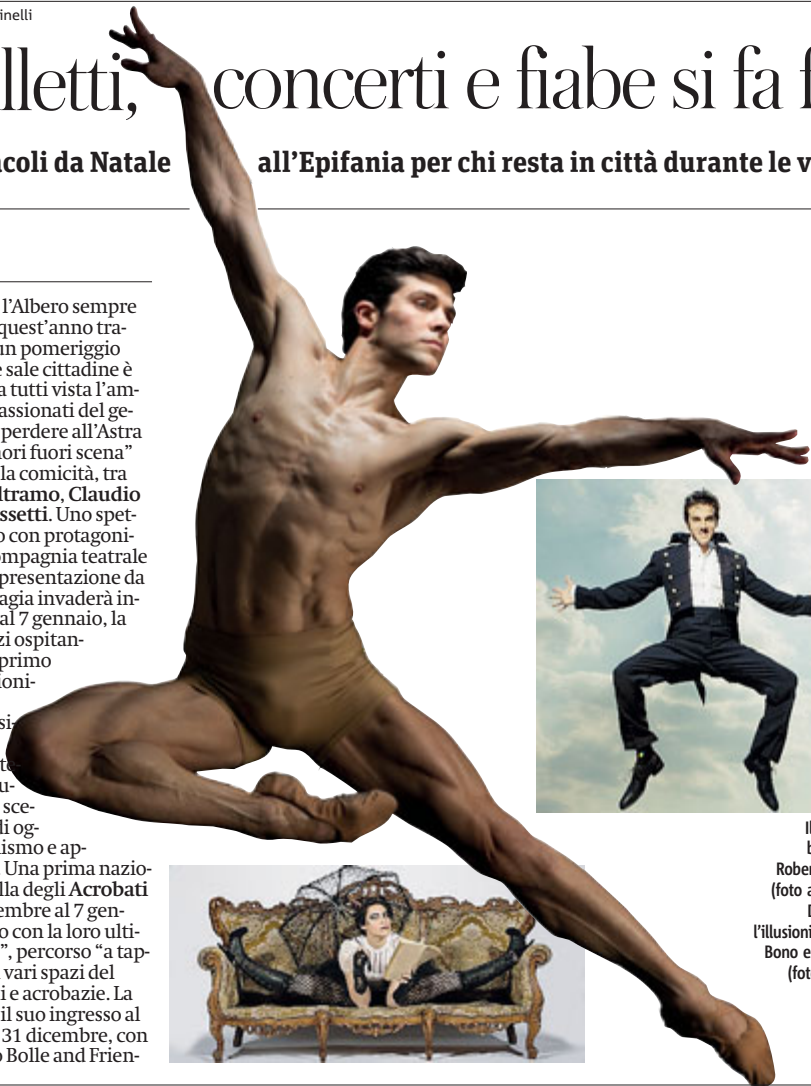 inelli
lletti, concerti e fiabe si fa f
acoli da Natale all'Epifania per chi resta in città durante le v
l'Albero sempre
quest'anno tra-
un pomeriggio
e sale cittadine è
a tutti vista l'am-
assionati del ge-
perdere all'Astra
nori fuori scena"
la comicità, tra
ltramo, Claudio
ssetti. Uno spet-
o con protagoni-
ompagnia teatrale
presentazione da
agia invaderà in-
al 7 gennaio, la
zi ospitan-
primo
ioni-
si-
te-
u-
sce-
li og-
ismo e ap-
. Una prima nazio-
lla degli Acrobati
embre al 7 gen-
o con la loro ulti-
", percorso "a tap-
vari spazi del
i e acrobazie. La
il suo ingresso al
31 dicembre, con
o Bolle and Frien-
Il
b
Rober
(foto a
D
l'illusioni
Bono e
(fot